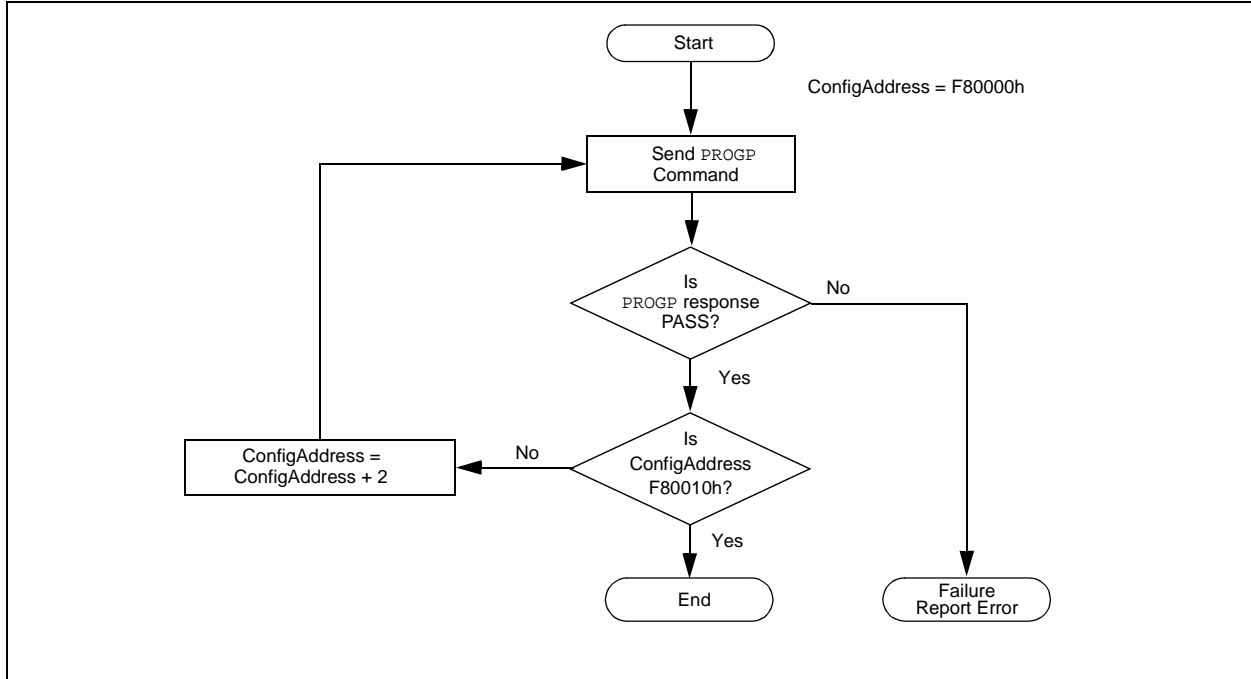 Start
ConfigAddress = F80000h
Send PROGP
Command
Is
PROGP response
PASS?
No
Yes
Is
ConfigAddress
F80010h?
No
ConfigAddress =
ConfigAddress + 2
Yes
End
Failure
Report Error